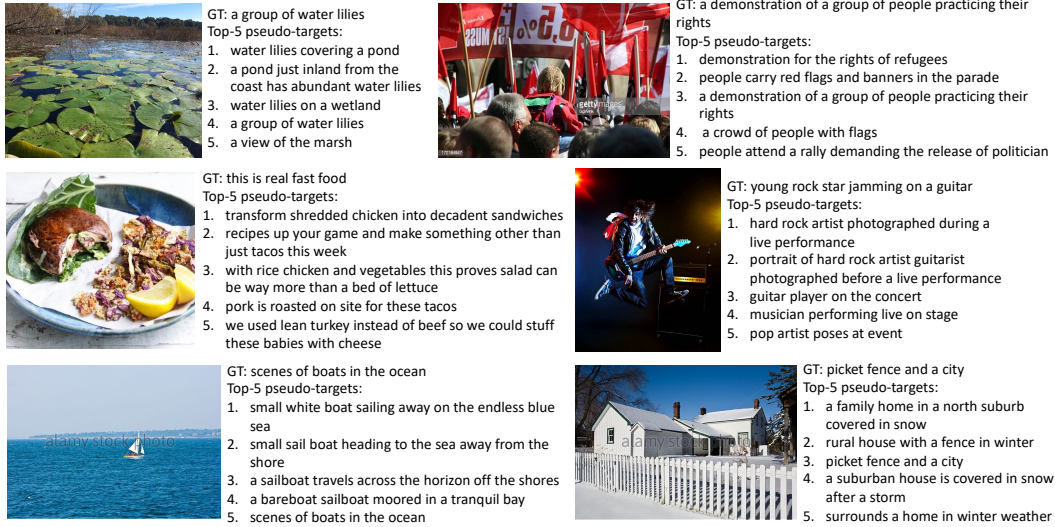 GT: a group of water lilies
Top-5 pseudo-targets:
1. water lilies covering a pond
2. a pond just inland from the
coast has abundant water lilies
3. water lilies on a wetland
4. a group of water lilies
5. a view of the marsh
6,5%
MUSS
gettyimages
GT: a demonstration of a group of people practicing their
rights
Top-5 pseudo-targets:
1. demonstration for the rights of refugees
2. people carry red flags and banners in the parade
3. a demonstration of a group of people practicing their
rights
4. a crowd of people with flags
5. people attend a rally demanding the release of politician
GT: this is real fast food
Top-5 pseudo-targets:
1. transform shredded chicken into decadent sandwiches
2. recipes up your game and make something other than
just tacos this week
3. with rice chicken and vegetables this proves salad can
be way more than a bed of lettuce
4. pork is roasted on site for these tacos
5. we used lean turkey instead of beef so we could stuff
these babies with cheese
GT: young rock star jamming on a guitar
Top-5 pseudo-targets:
1. hard rock artist photographed during a
live performance
2. portrait of hard rock artist guitarist
photographed before a live performance
3. guitar player on the concert
4. musician performing live on stage
5. pop artist poses at event
alamy stock photo
GT: scenes of boats in the ocean
Top-5 pseudo-targets:
1. small white boat sailing away on the endless blue
sea
2. small sail boat heading to the sea away from the
shore
3. a sailboat travels across the horizon off the shores
4. a bareboat sailboat moored in a tranquil bay
5. scenes of boats in the ocean
alamy stock photo
GT: picket fence and a city
Top-5 pseudo-targets:
1. a family home in a north suburb
covered in snow
2. rural house with a fence in winter
3. picket fence and a city
4. a suburban house is covered in snow
after a storm
5. surrounds a home in winter weather